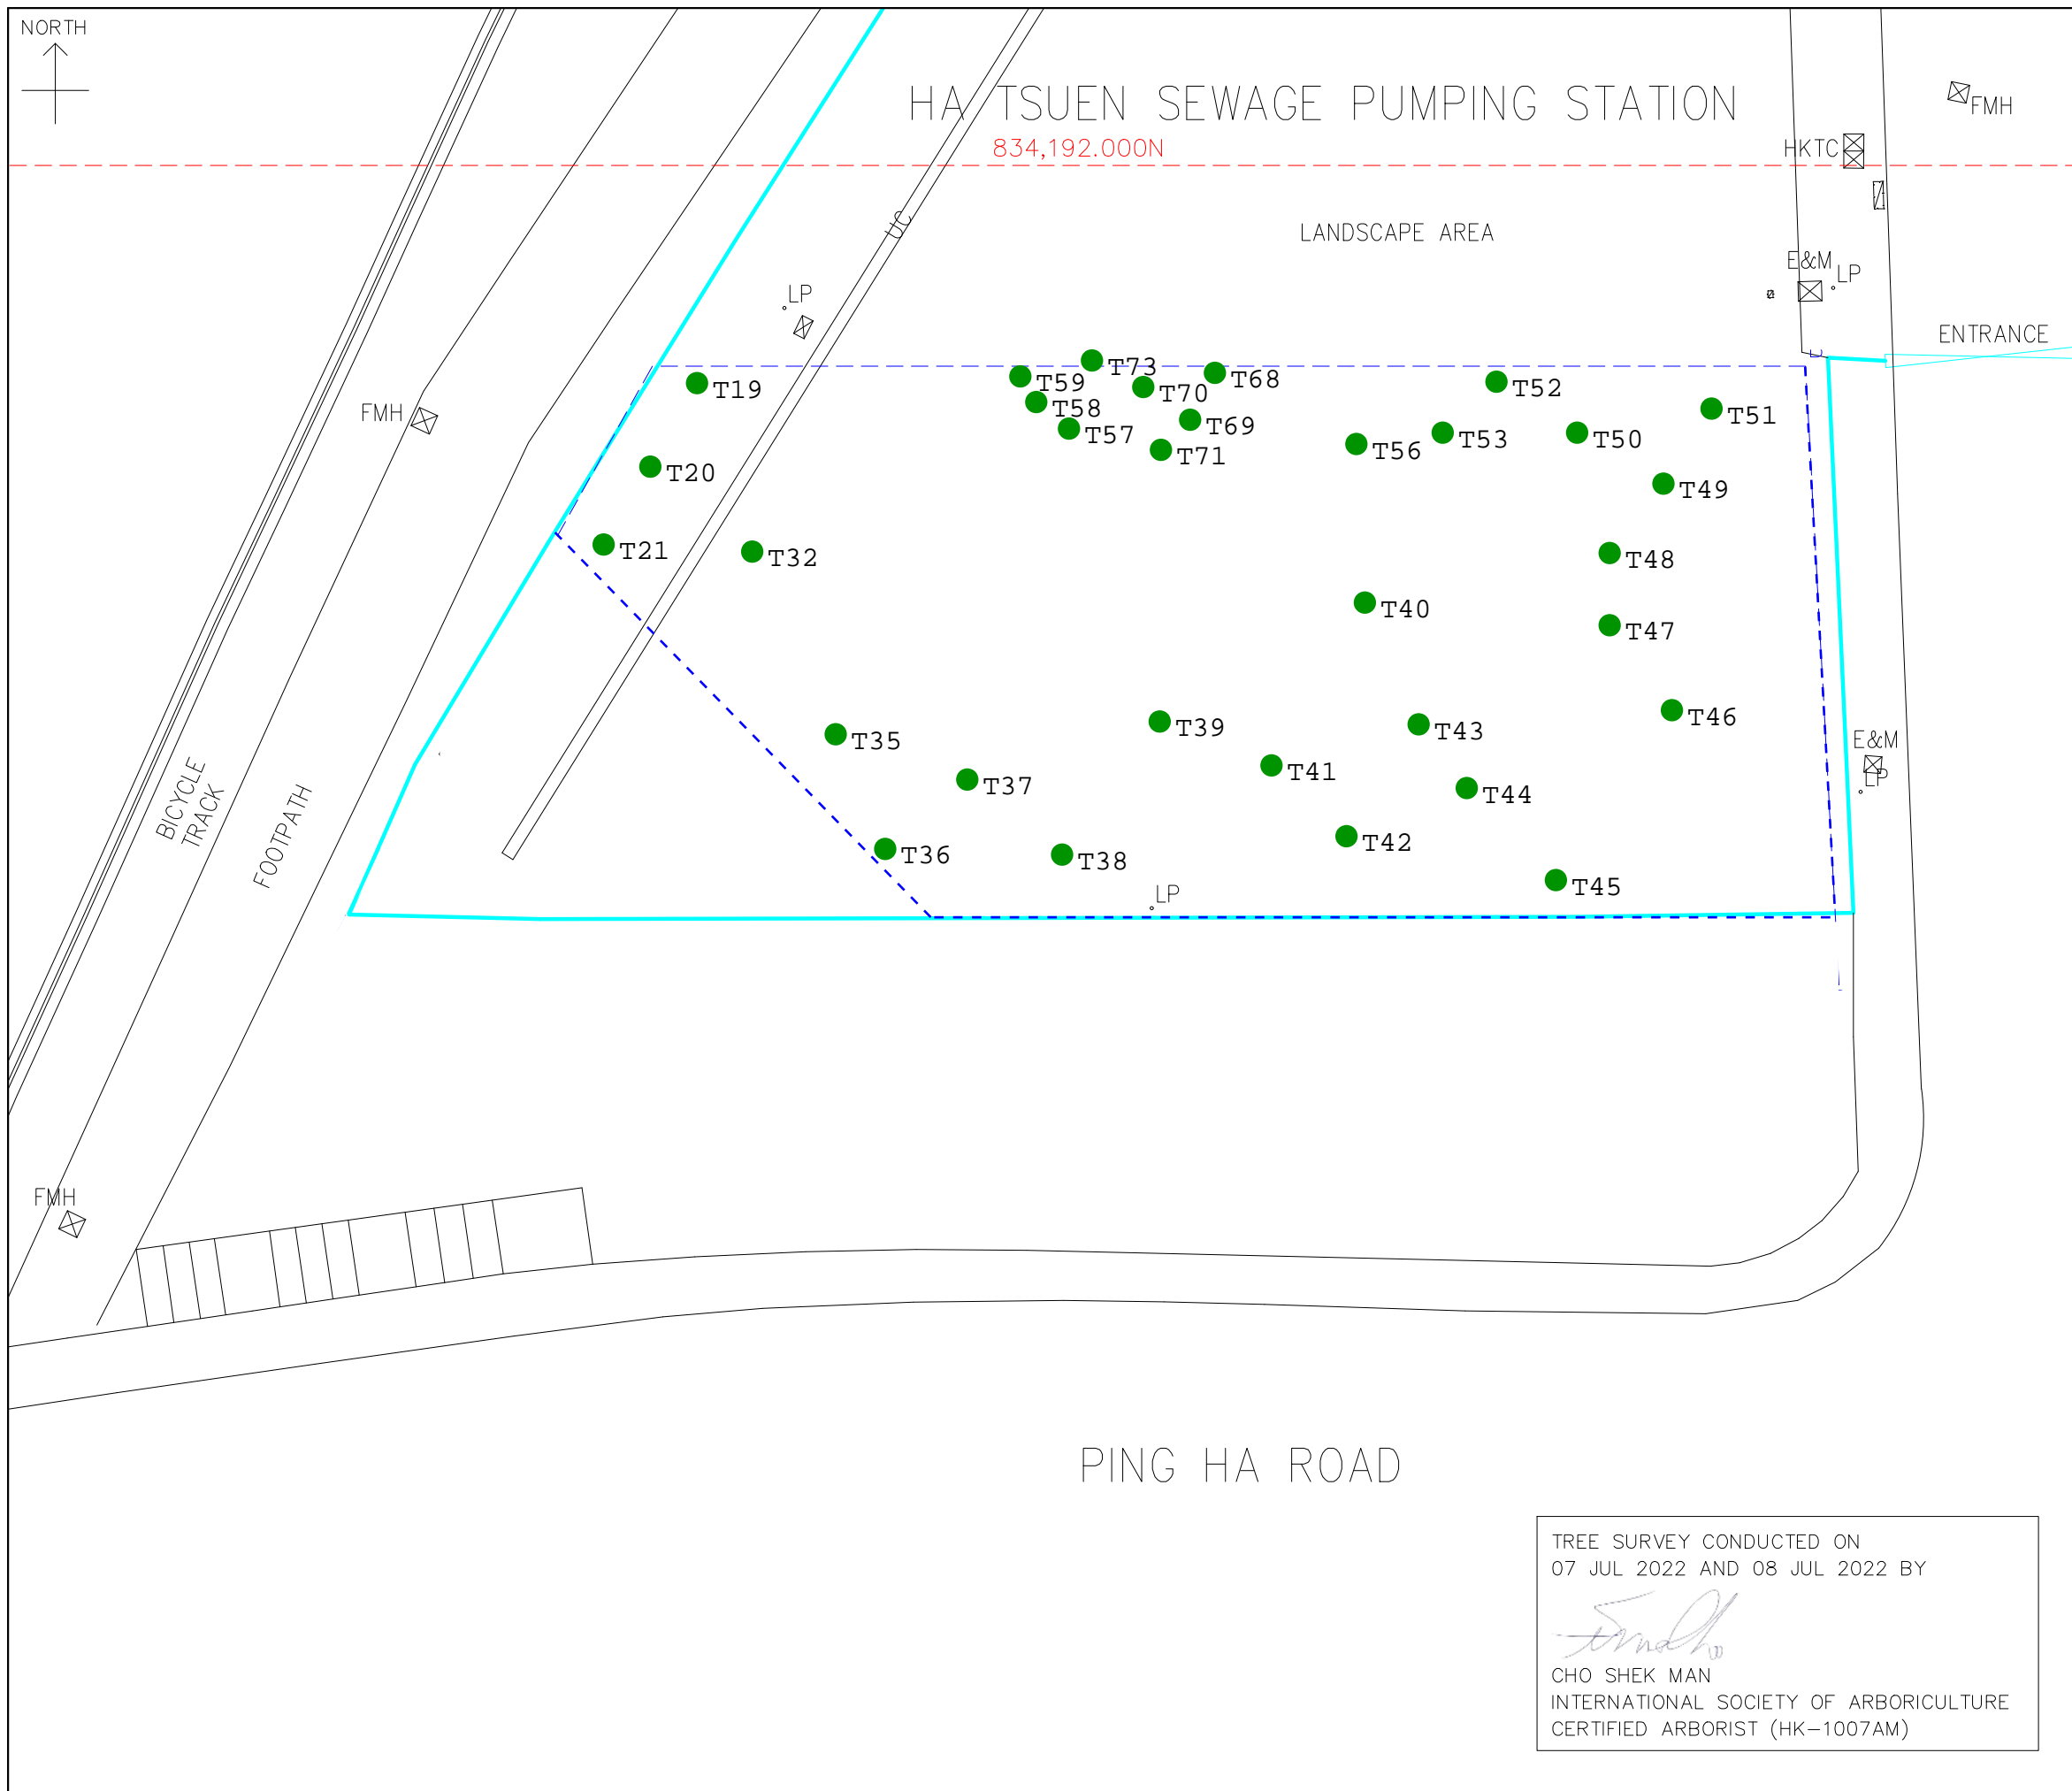 NORTH
HA TSUEN SEWAGE PUMPING STATION
FMH
834,192.000N
HKTC
UC
LANDSCAPE AREA
E&M
LP
LP
ENTRANCE
T73
T59
T68
T19
T70
T52
T58
T51
FMH
T69
T57
T53
T50
T56
T71
T20
T49
T21
T32
T48
T40
T47
T46
T39
T43
T35
E&M
T41
LP
T37
T44
BICYCLE
TRACK
FOOTPATH
T42
T36
T38
T45
LP
FMH
PING HA ROAD
TREE SURVEY CONDUCTED ON
07 JUL 2022 AND 08 JUL 2022 BY
CHO SHEK MAN
INTERNATIONAL SOCIETY OF ARBORICULTURE
CERTIFIED ARBORIST (HK-1007AM)